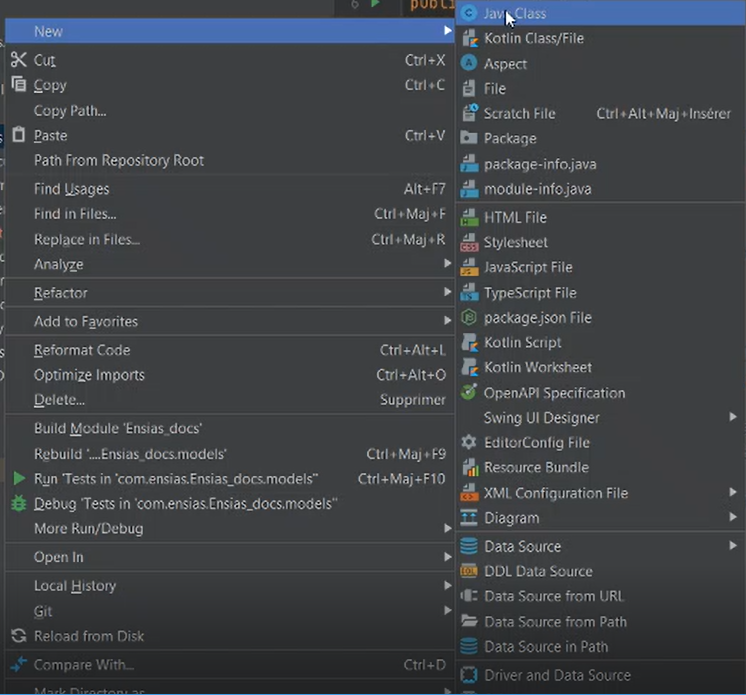 6
publi
New
Cut Ctrl+X
Copy Ctrl+C
Copy Path...
Paste Ctrl+V
Path From Repository Root
Find Usages Alt+F7
Find in Files... Ctrl+Maj+F
Replace in Files... Ctrl+Maj+R
Analyze
Refactor
Add to Favorites
Reformat Code Ctrl+Alt+L
Optimize Imports Ctrl+Alt+O
Delete... Supprimer
Build Module 'Ensias_docs'
Rebuild '....Ensias_docs.models' Ctrl+Maj+F9
Run 'Tests in 'com.ensias.Ensias_docs.models'' Ctrl+Maj+F10
Debug 'Tests in 'com.ensias.Ensias_docs.models''
More Run/Debug
Open In
Local History
Git
Reload from Disk
Compare With... Ctrl+D
Mark Directory as
Java Class
Kotlin Class/File
Aspect
File
Scratch File Ctrl+Alt+Maj+Insérer
Package
package-info.java
module-info.java
HTML File
Stylesheet
JavaScript File
TypeScript File
package.json File
Kotlin Script
Kotlin Worksheet
OpenAPI Specification
Swing UI Designer
EditorConfig File
Resource Bundle
XML Configuration File
Diagram
Data Source
DDL Data Source
Data Source from URL
Data Source from Path
Data Source in Path
Driver and Data Source